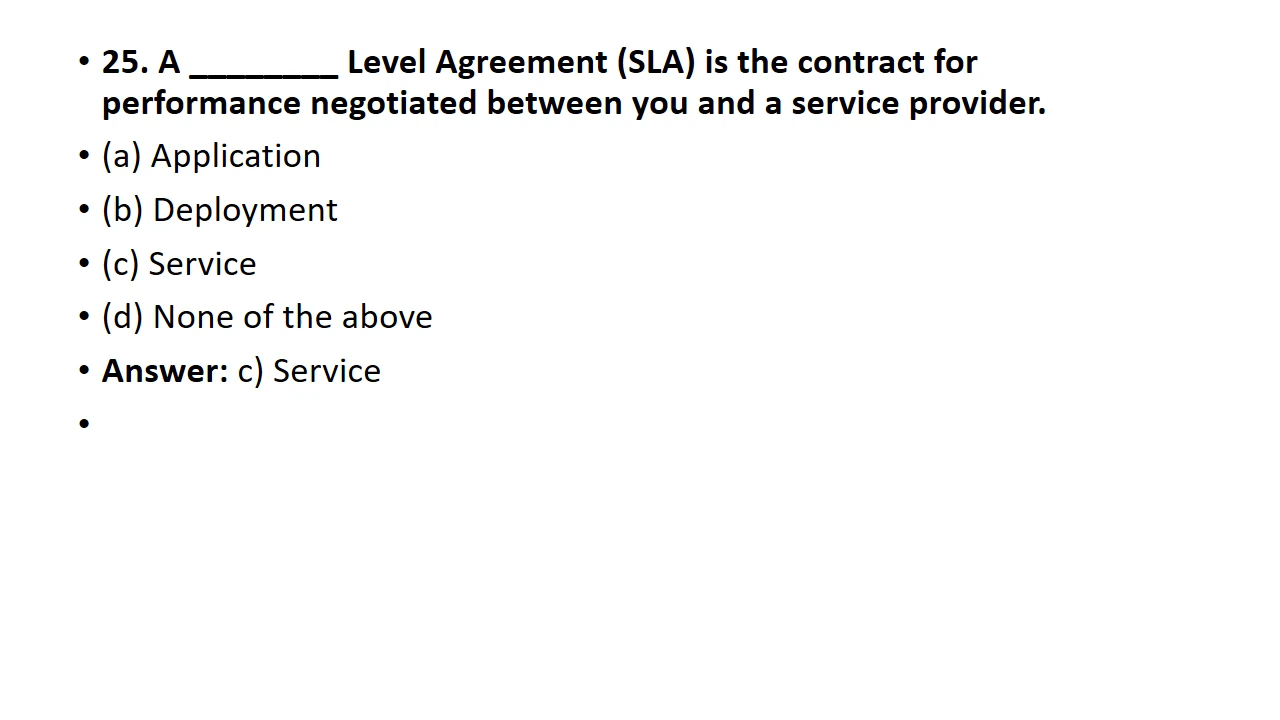 • 25. A ________ Level Agreement (SLA) is the contract for
performance negotiated between you and a service provider.
• (a) Application
• (b) Deployment
• (c) Service
• (d) None of the above
• Answer: c) Service
•